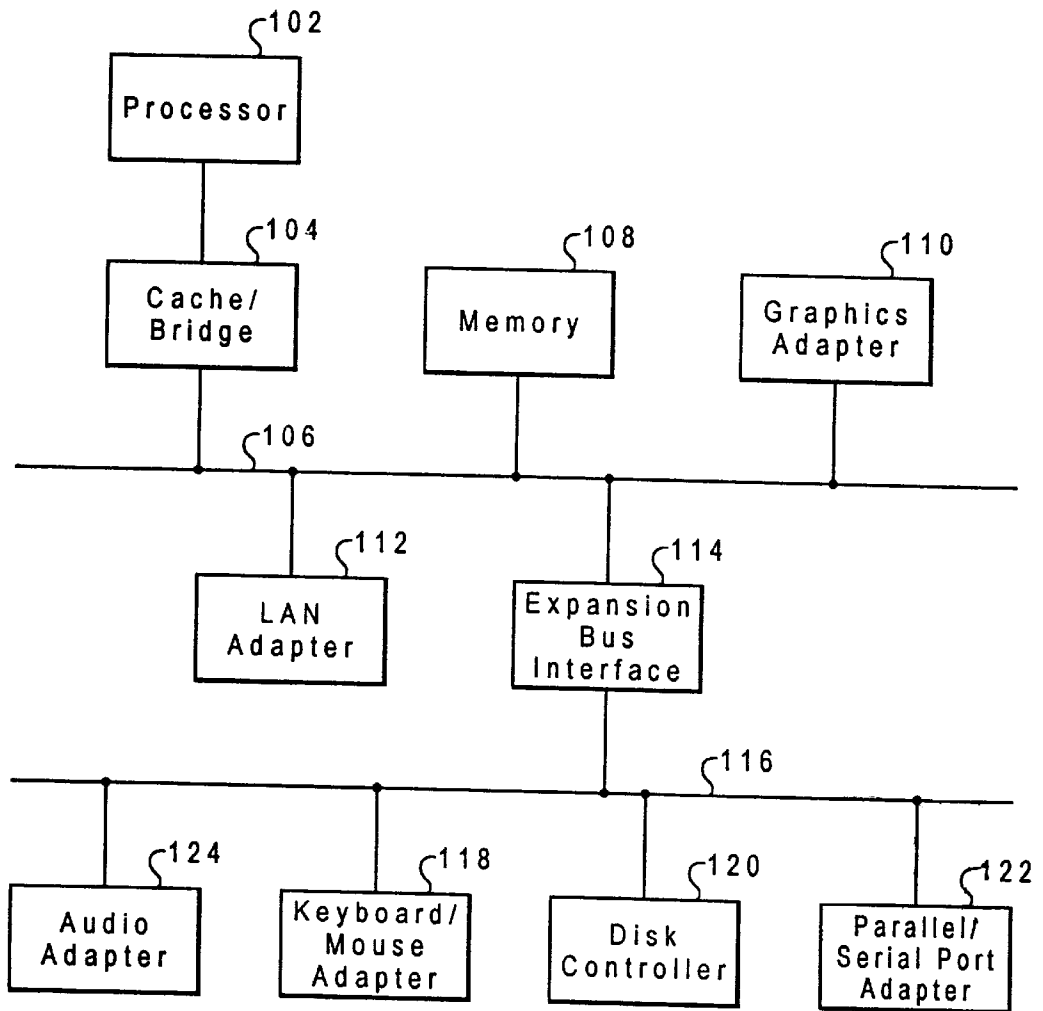 102
Processor
104
108
110
Cache/
Bridge
Memory
Graphics
Adapter
106
112
114
LAN
Adapter
Expansion
Bus
Interface
116
124
118
120
122
Audio
Adapter
Keyboard/
Mouse
Adapter
Disk
Controller
Parallel/
Serial Port
Adapter